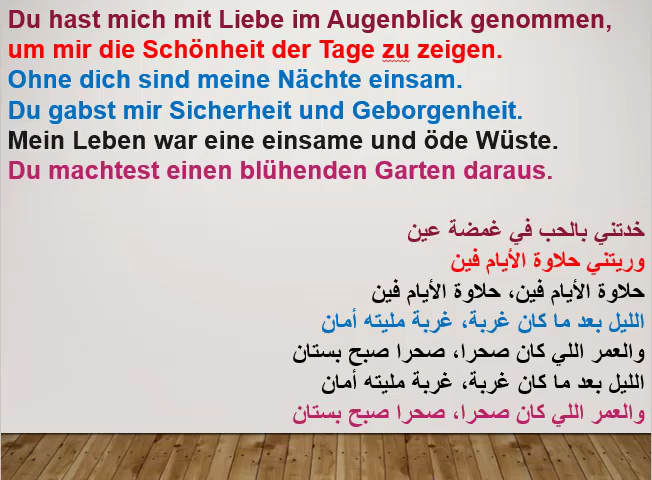 Du hast mich mit Liebe im Augenblick genommen,
um mir die Schönheit der Tage zu zeigen.
Ohne dich sind meine Nächte einsam.
Du gabst mir Sicherheit und Geborgenheit.
Mein Leben war eine einsame und öde Wüste.
Du machtest einen blühenden Garten daraus.
خدتني بالحب في غمضة عين
وريتني حلاوة الأيام فين
حلاوة الأيام فين، حلاوة الأيام فين
الليل بعد ما كان غربة، غربة مليته أمان
والعمر اللي كان صحرا، صحرا صبح بستان
الليل بعد ما كان غربة، غربة مليته أمان
والعمر اللي كان صحرا، صحرا صبح بستان